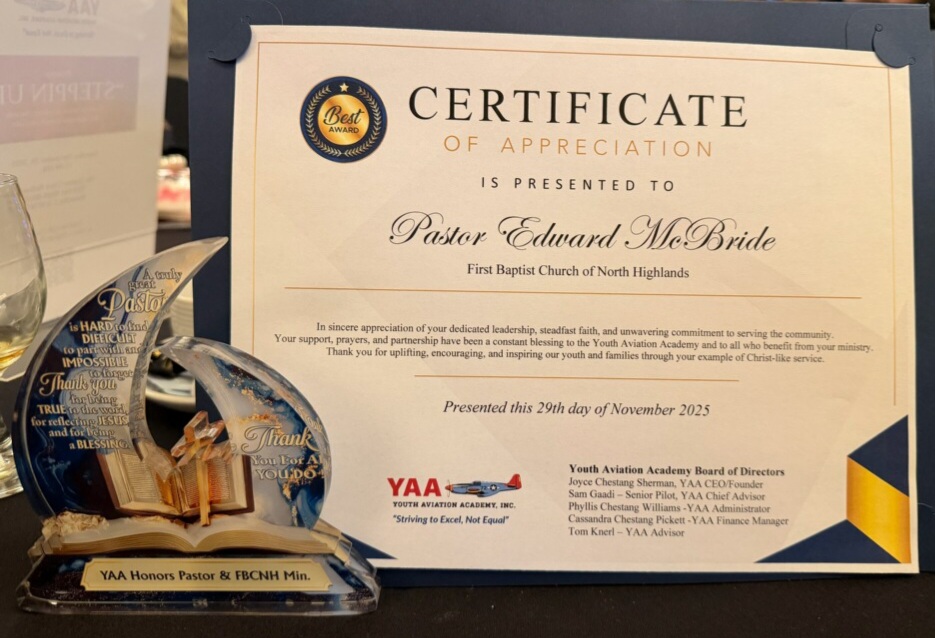 YAA
"STEPPIN U
Best
AWARD
CERTIFICATE
OF APPRECIATION
IS PRESENTED TO
Pastor Edward McBride
First Baptist Church of North Highlands
In sincere appreciation of your dedicated leadership, steadfast faith, and unwavering commitment to serving the community.
Your support, prayers, and partnership have been a constant blessing to the Youth Aviation Academy and to all who benefit from your ministry.
Thank you for uplifting, encouraging, and inspiring our youth and families through your example of Christ-like service.
Presented this 29th day of November 2025
YAA
YOUTH AVIATION ACADEMY, INC.
"Striving to Excel, Not Equal"
Youth Aviation Academy Board of Directors
Joyce Chestang Sherman, YAA CEO/Founder
Sam Gaadi – Senior Pilot, YAA Chief Advisor
Phyllis Chestang Williams -YAA Administrator
Cassandra Chestang Pickett -YAA Finance Manager
Tom Knerl – YAA Advisor
A truly
great
Pastor
is HARD to find
DIFFICULT
to part with and
IMPOSSIBLE
to forget
Thank you
for being
TRUE to the word,
for reflecting JESUS
and for being
a BLESSING.
Thank
You For All
YOU DO
YAA Honors Pastor & FBCNH Min.